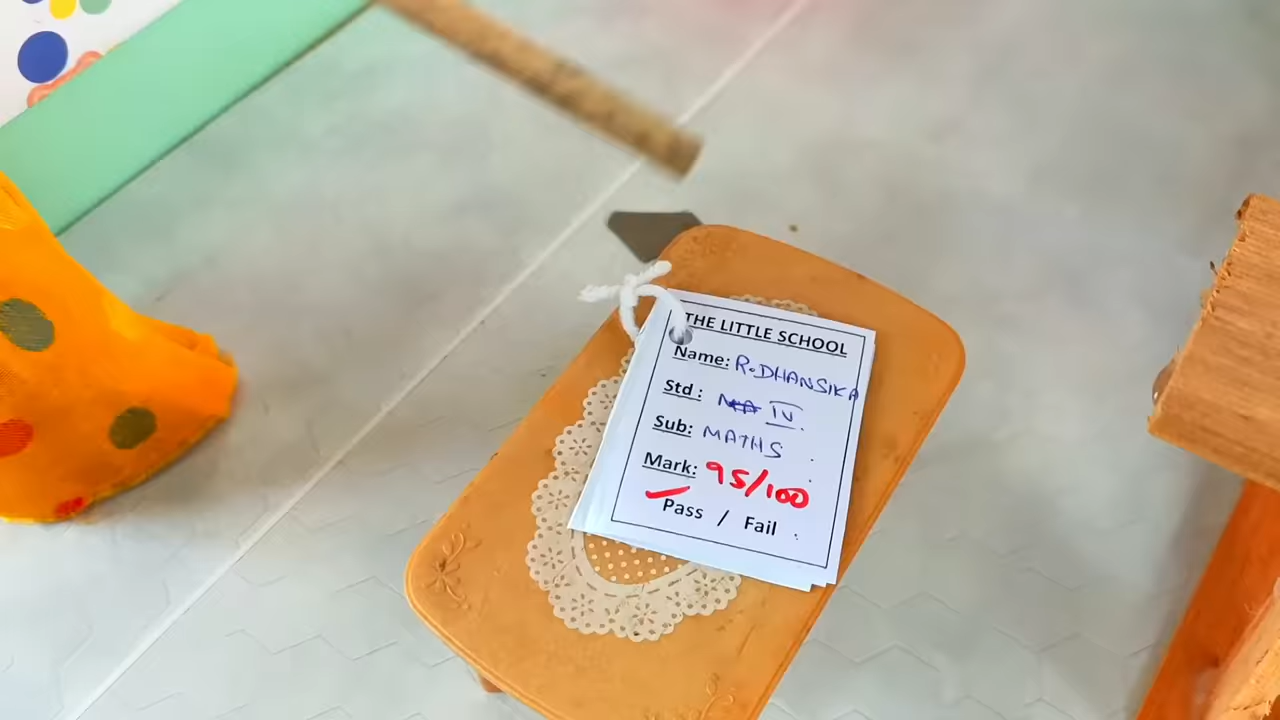 THE LITTLE SCHOOL
Name: R.DHANSIKA
Std : IV.
Sub: MATHS
Mark: 95/100
Pass / Fail